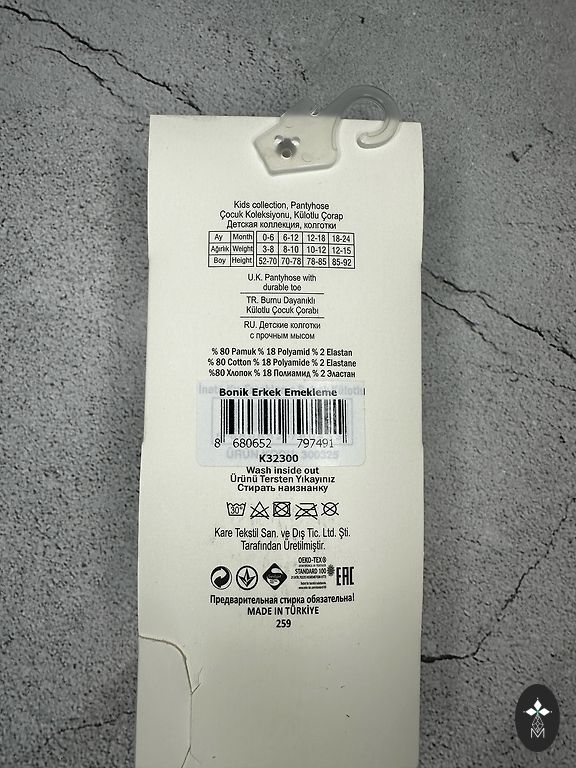 Kids collection, Pantyhose
Çocuk Koleksiyonu, Külotlu Çorap
Детская коллекция, колготки
Ay Month 0-6 6-12 12-18 18-24
Ağırlık Weight 3-8 8-10 10-12 12-15
Boy Height 52-70 70-78 78-85 85-92
U.K. Pantyhose with
durable toe
TR. Burnu Dayanıklı
Külotlu Çocuk Çorabı
RU. Детские колготки
с прочным мысом
% 80 Pamuk % 18 Polyamid % 2 Elastan
% 80 Cotton % 18 Polyamide % 2 Elastane
%80 Хлопок % 18 Полиамид % 2 Эластан
Bonik Erkek Emekleme
8 680652 797491
ÜRÜN 300325
K32300
Wash inside out
Ürünü Tersten Yıkayınız
Стирать наизнанку
30°
Kare Tekstil San. ve Dış Tic. Ltd. Şti.
Tarafından Üretilmiştir.
OEKO-TEX®
STANDARD 100
EAC
Предварительная стирка обязательна!
MADE IN TÜRKİYE
259
M